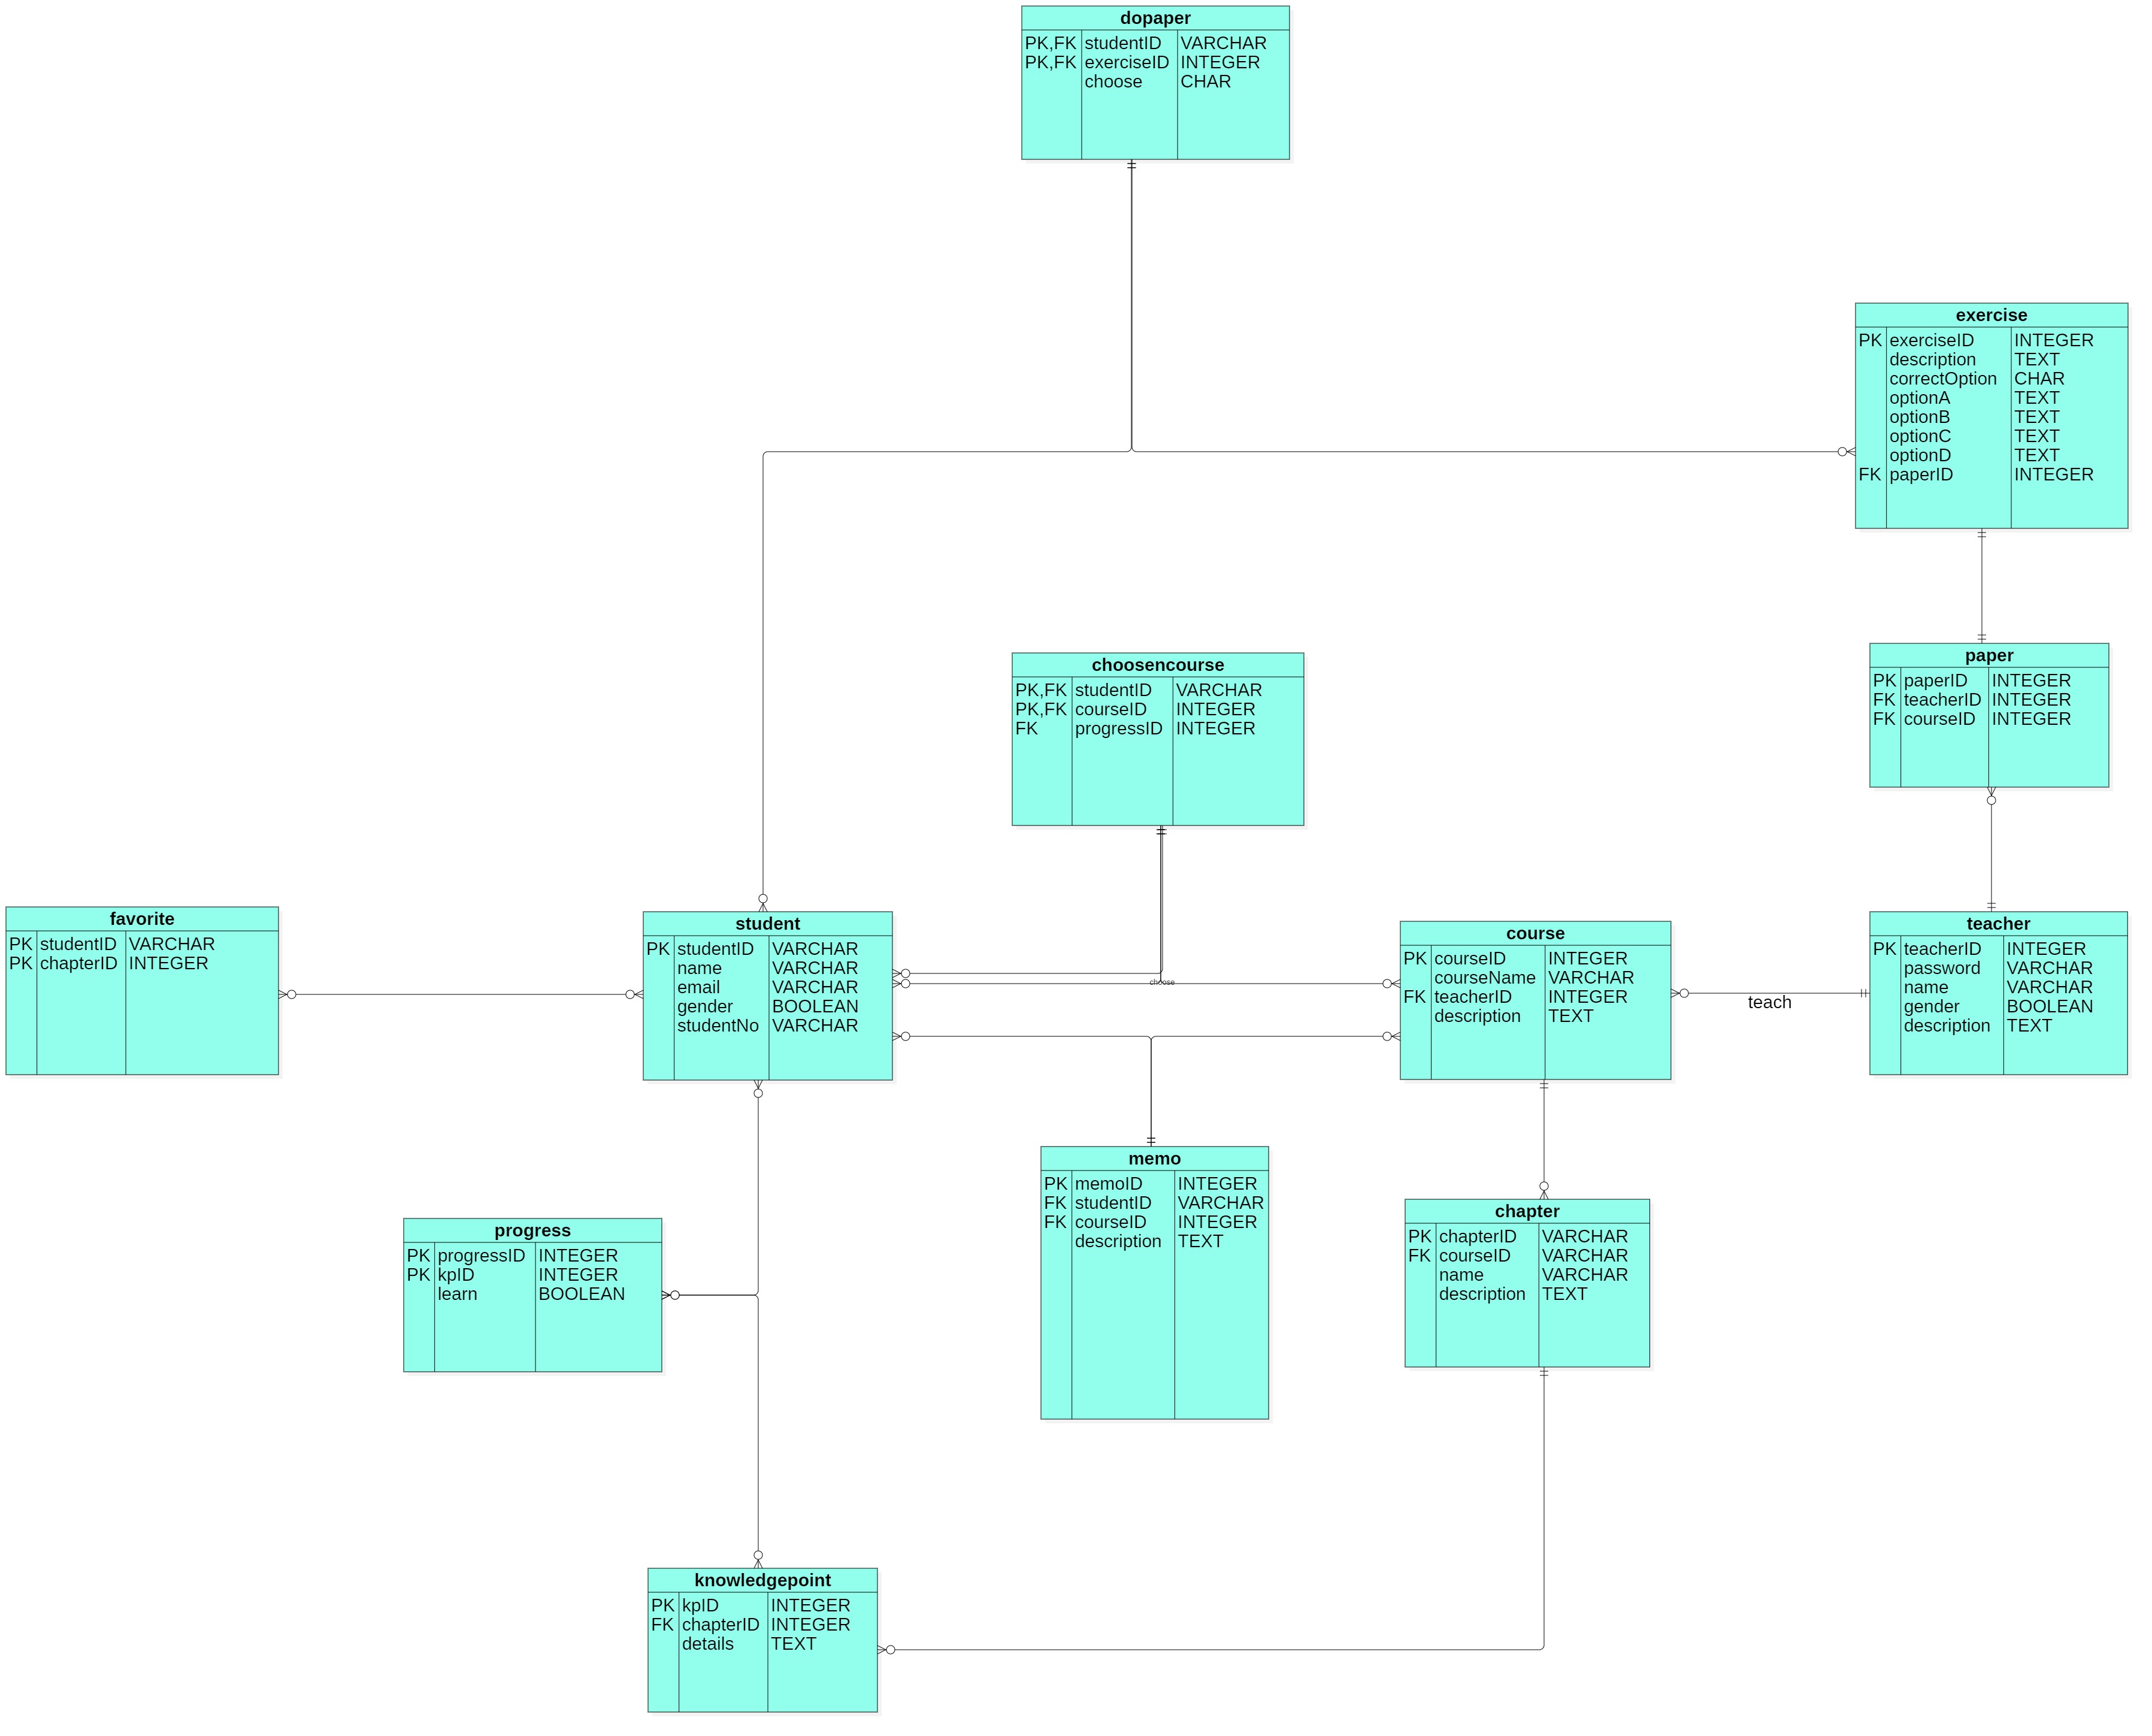 dopaper
PK,FK studentID VARCHAR
PK,FK exerciseID INTEGER
choose CHAR
exercise
PK exerciseID INTEGER
description TEXT
correctOption CHAR
optionA TEXT
optionB TEXT
optionC TEXT
optionD TEXT
FK paperID INTEGER
choosencourse
PK,FK studentID VARCHAR
PK,FK courseID INTEGER
FK progressID INTEGER
paper
PK paperID INTEGER
FK teacherID INTEGER
FK courseID INTEGER
favorite
PK studentID VARCHAR
PK chapterID INTEGER
student
PK studentID VARCHAR
name VARCHAR
email VARCHAR
gender BOOLEAN
studentNo VARCHAR
choose
course
PK courseID INTEGER
courseName VARCHAR
FK teacherID INTEGER
description TEXT
teach
teacher
PK teacherID INTEGER
password VARCHAR
name VARCHAR
gender BOOLEAN
description TEXT
progress
PK progressID INTEGER
PK kpID INTEGER
learn BOOLEAN
memo
PK memoID INTEGER
FK studentID VARCHAR
FK courseID INTEGER
description TEXT
chapter
PK chapterID VARCHAR
FK courseID VARCHAR
name VARCHAR
description TEXT
knowledgepoint
PK kpID INTEGER
FK chapterID INTEGER
details TEXT